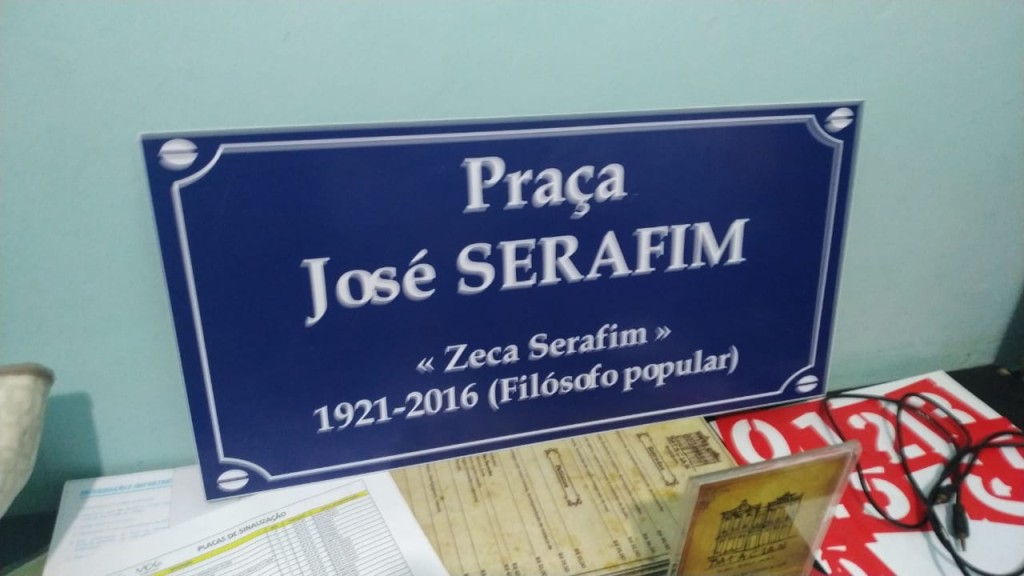 Praça
José SERAFIM
« Zeca Serafim »
1921-2016 (Filósofo popular)
PLACAS DE SINALIZAÇÃO